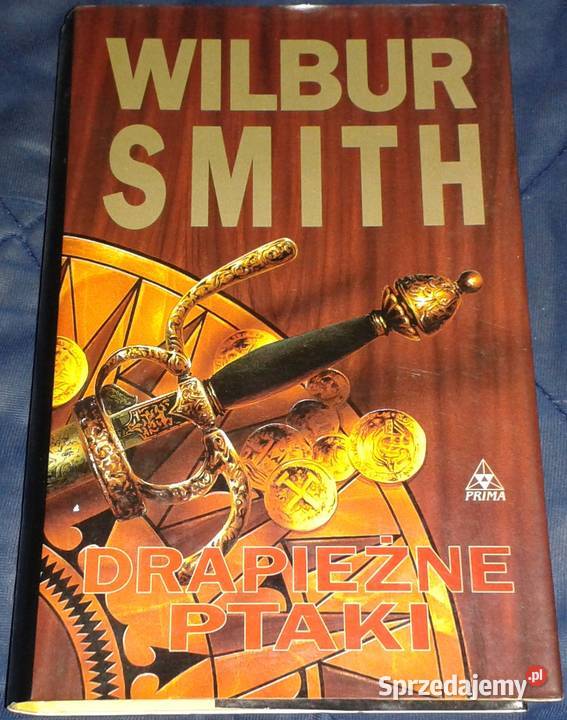 WILBUR
SMITH
PRIMA
DRAPIEŻNE
PTAKI
Sprzedajemy.pl